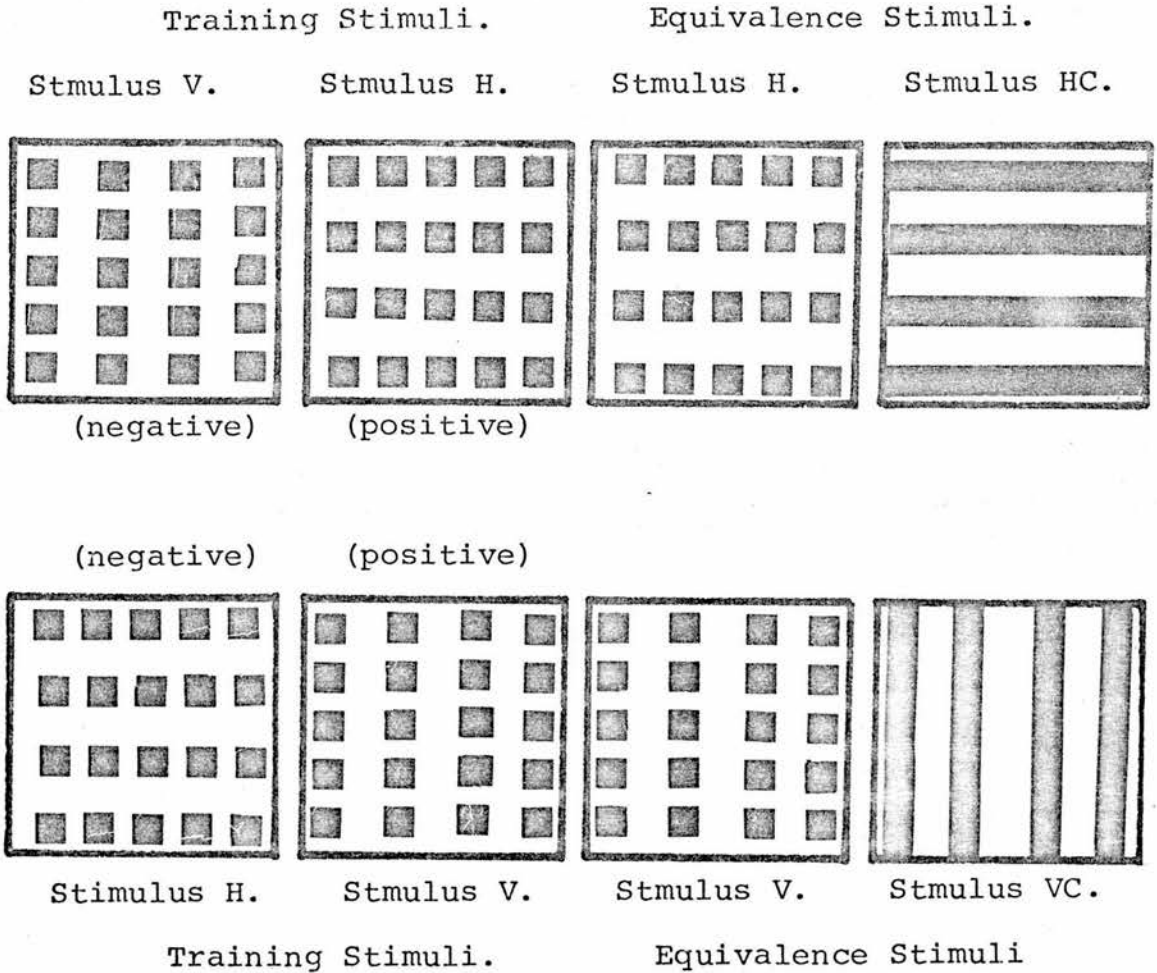 Training Stimuli. Equivalence Stimuli.
Stmulus V. Stmulus H. Stmulus H. Stmulus HC.
(negative) (positive)
(negative) (positive)
Stimulus H. Stmulus V. Stmulus V. Stmulus VC.
Training Stimuli. Equivalence Stimuli